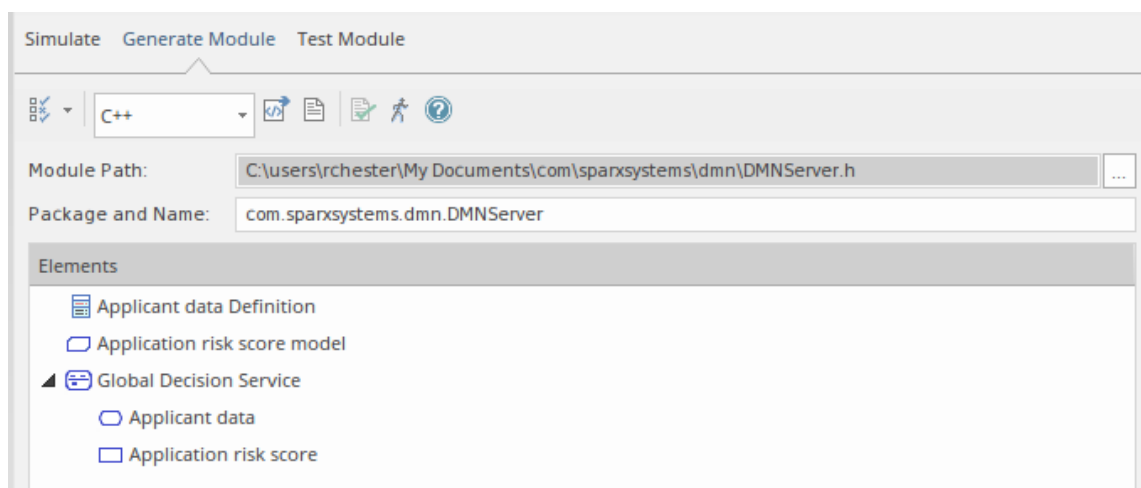 Simulate Generate Module Test Module
C++
Module Path: C:\users\rchester\My Documents\com\sparxsystems\dmn\DMNServer.h ...
Package and Name: com.sparxsystems.dmn.DMNServer
Elements
Applicant data Definition
Application risk score model
Global Decision Service
Applicant data
Application risk score